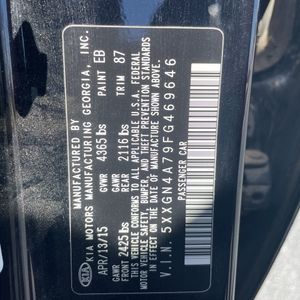 KIA
MANUFACTURED BY
KIA MOTORS MANUFACTURING GEORGIA, INC.
APR/13/15 GVWR 4365 lbs PAINT EB
GAWR FRONT 2425 lbs GAWR REAR 2116 lbs TRIM 87
THIS VEHICLE CONFORMS TO ALL APPLICABLE U.S.A. FEDERAL
MOTOR VEHICLE SAFETY, BUMPER, AND THEFT PREVENTION STANDARDS
IN EFFECT ON THE DATE OF MANUFACTURE SHOWN ABOVE.
V.I.N. 5XXGN4A79FG469646
PASSENGER CAR